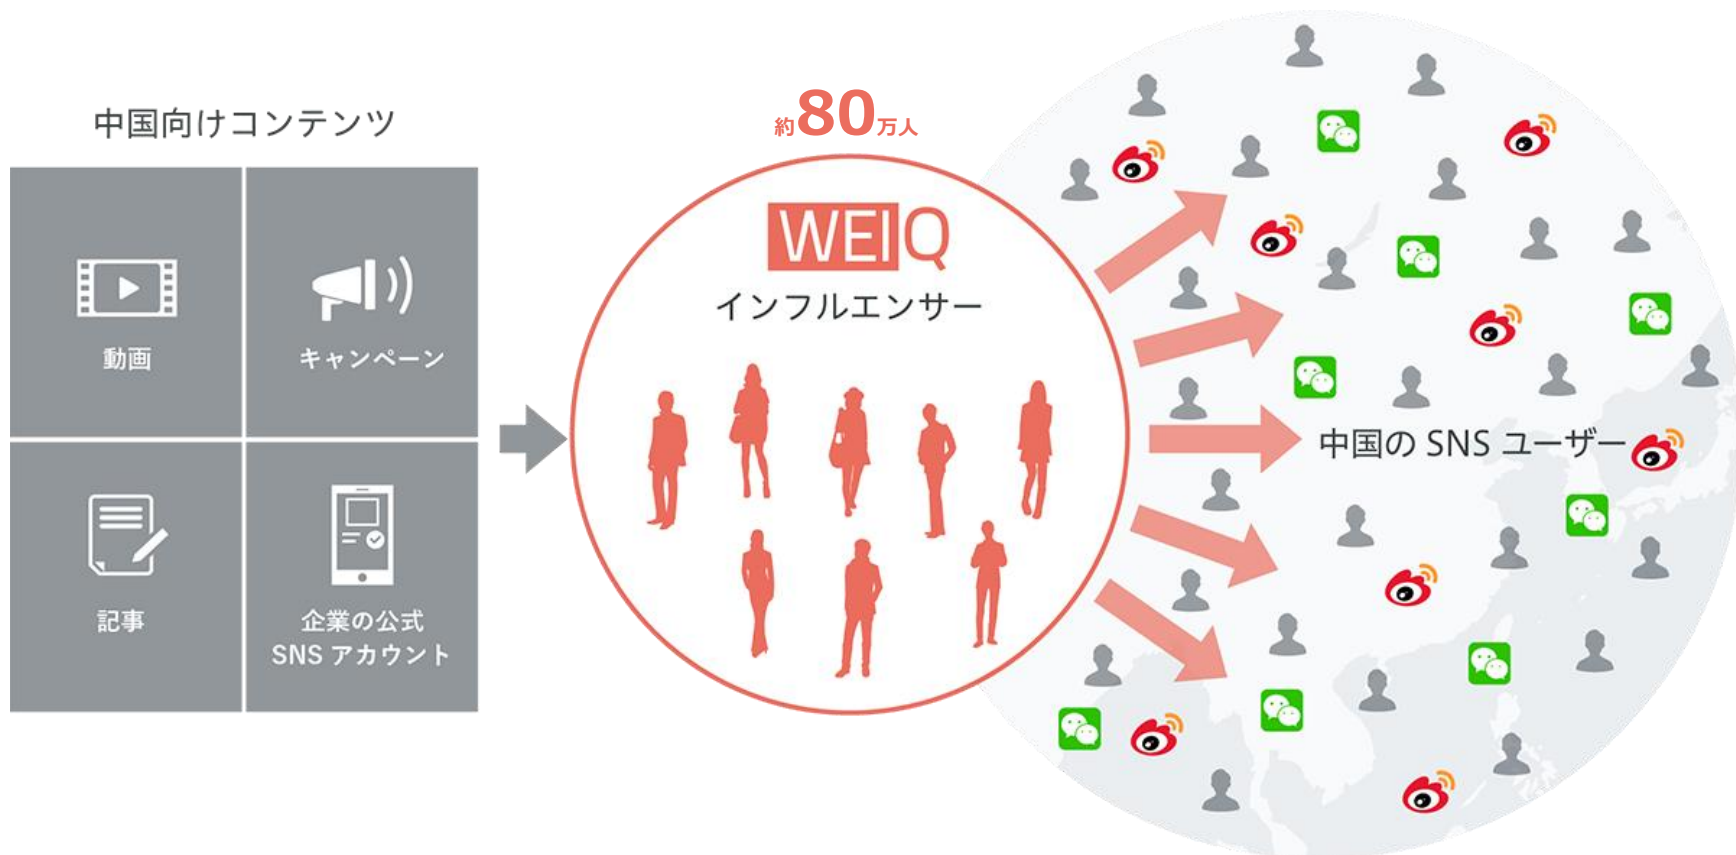 中国向けコンテンツ
動画
キャンペーン
記事
企業の公式
SNS アカウント
約80万人
WEIQ
インフルエンサー
中国の SNS ユーザー